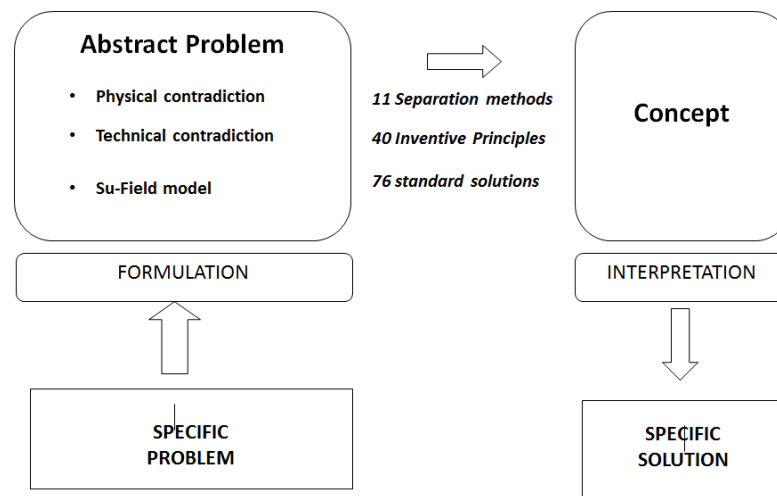 Abstract Problem
• Physical contradiction
• Technical contradiction
• Su-Field model
11 Separation methods
40 Inventive Principles
76 standard solutions
Concept
FORMULATION
INTERPRETATION
SPECIFIC
PROBLEM
SPECIFIC
SOLUTION